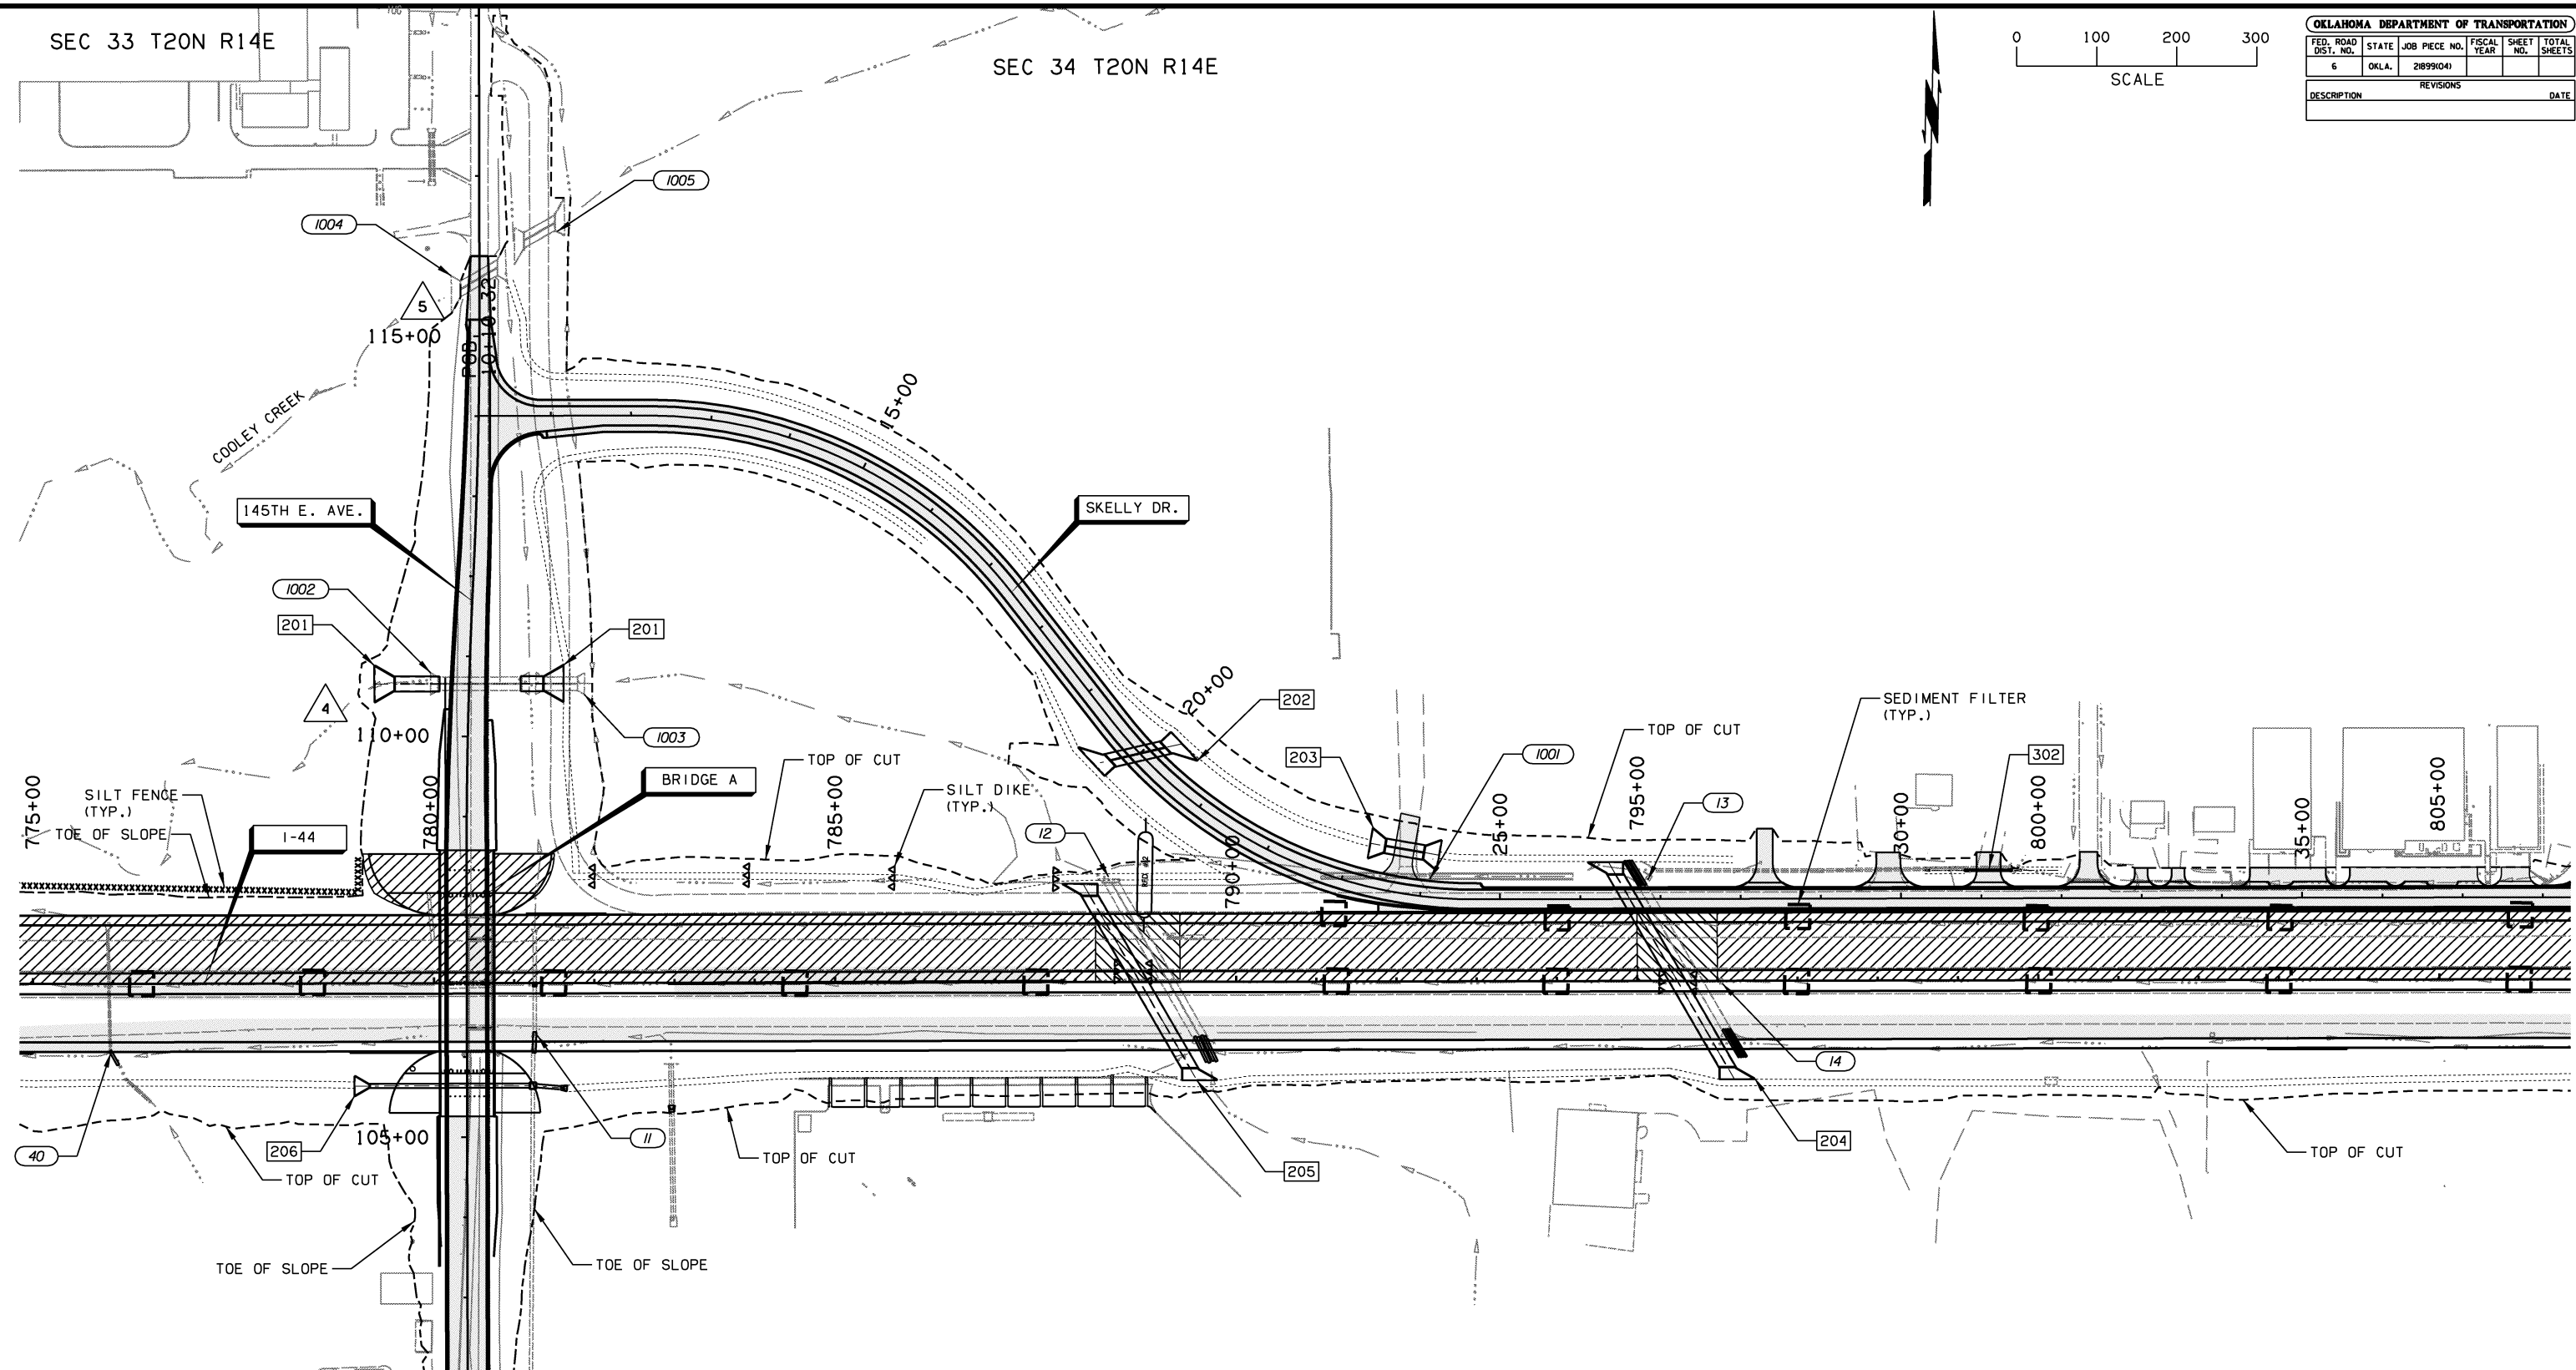 SEC 33 T20N R14E
SEC 34 T20N R14E
0 100 200 300
SCALE
OKLAHOMA DEPARTMENT OF TRANSPORTATION
FED. ROAD DIST. NO. STATE JOB PIECE NO. FISCAL YEAR SHEET NO. TOTAL SHEETS
6 OKLA. 21899(04)
REVISIONS
DESCRIPTION DATE
1005
1004
5
115+00
POB
10+10.32
15+00
COOLEY CREEK
145TH E. AVE.
SKELLY DR.
1002
201
201
4
110+00
1003
20+00
202
203
1001
TOP OF CUT
SEDIMENT FILTER
(TYP.)
302
775+00
780+00
785+00
790+00
25+00
795+00
30+00
800+00
35+00
805+00
SILT FENCE
(TYP.)
TOE OF SLOPE
I-44
BRIDGE A
TOP OF CUT
SILT DIKE
(TYP.)
12
13
14
40
206
105+00
11
TOP OF CUT
TOP OF CUT
205
204
TOP OF CUT
TOE OF SLOPE
TOE OF SLOPE